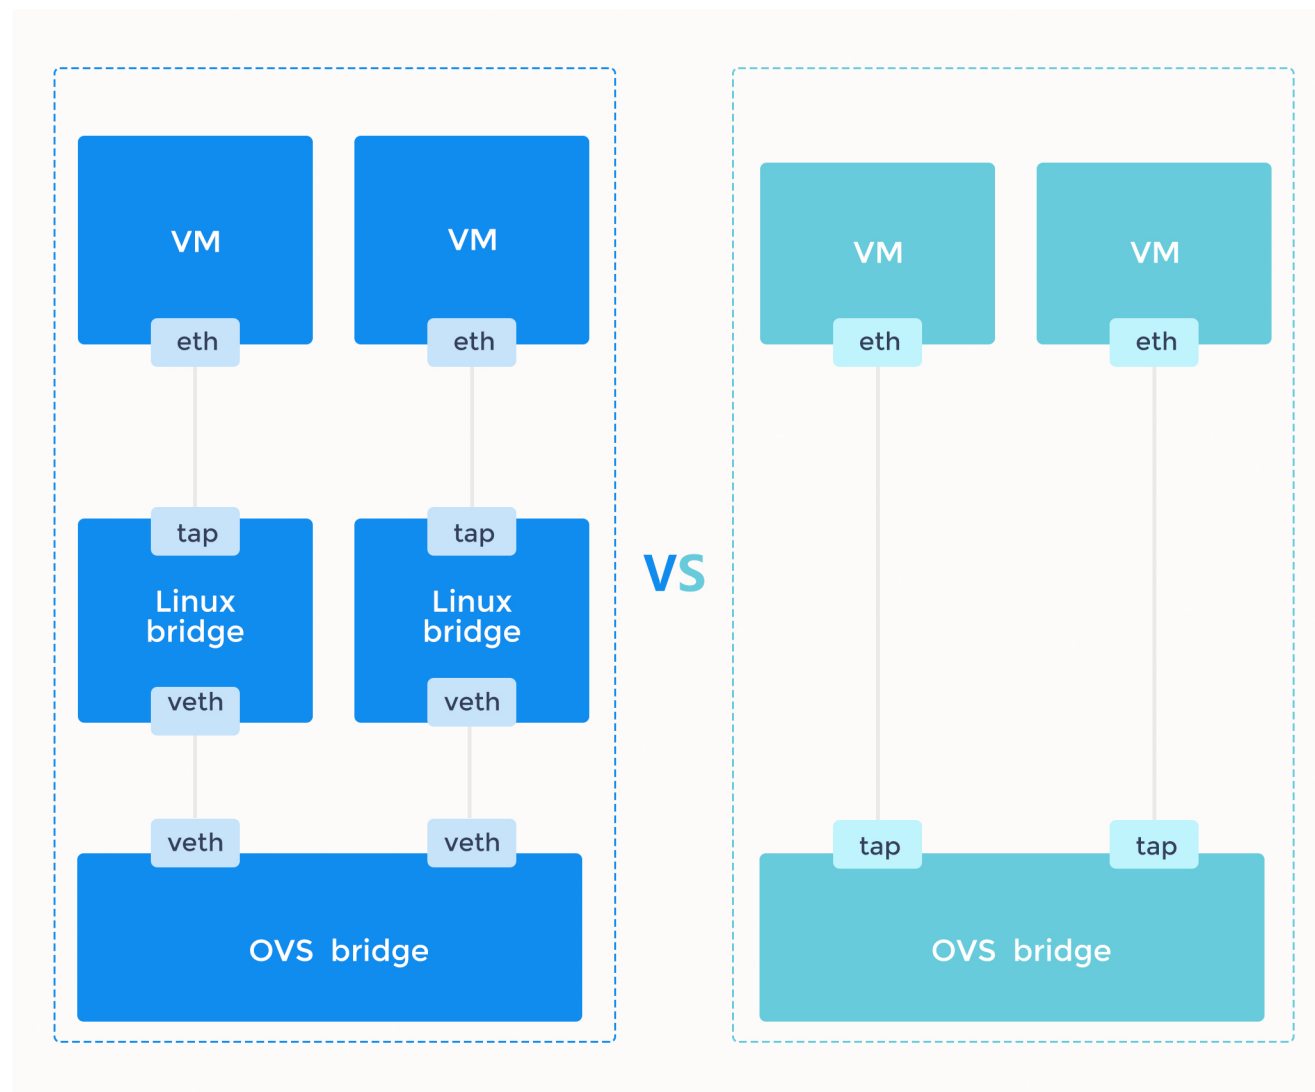 VM
VM
eth
eth
tap
tap
Linux
bridge
Linux
bridge
veth
veth
veth
veth
OVS bridge
VS
VM
VM
eth
eth
tap
tap
OVS bridge